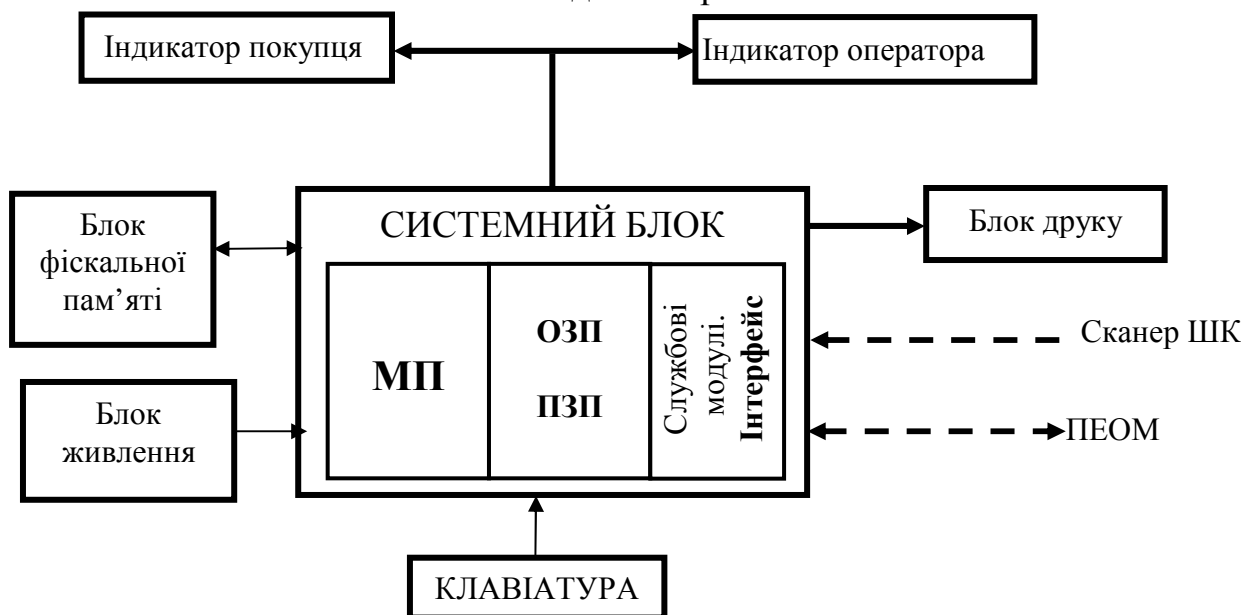 Індикатор покупця
Індикатор оператора
Блок
фіскальної
пам’яті
СИСТЕМНИЙ БЛОК
Блок друку
МП
ОЗП
ПЗП
Службові
модулі.
Інтерфейс
Сканер ШК
ПЕОМ
Блок
живлення
КЛАВІАТУРА